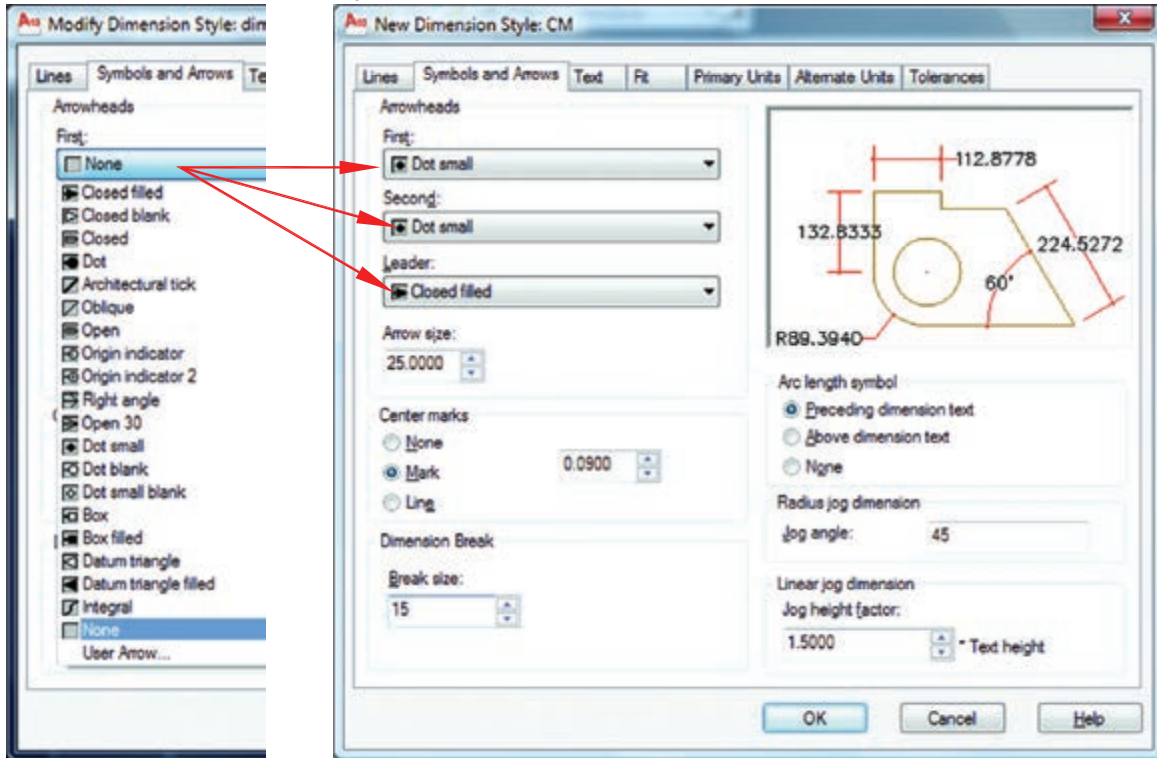 Modify Dimension Style: dim
Lines Symbols and Arrows Te
Arrowheads
First:
None
Closed filled
Closed blank
Closed
Dot
Architectural tick
Oblique
Open
Origin indicator
Origin indicator 2
Right angle
Open 30
Dot small
Dot blank
Dot small blank
Box
Box filled
Datum triangle
Datum triangle filled
Integral
None
User Arrow...
New Dimension Style: CM
Lines Symbols and Arrows Text Fit Primary Units Alternate Units Tolerances
Arrowheads
First:
Dot small
Second:
Dot small
Leader:
Closed filled
Arrow size:
25.0000
Center marks
None
Mark
0.0900
Line
Dimension Break
Break size:
15
112.8778
132.8333
224.5272
60°
R89.3940
Arc length symbol
Preceding dimension text
Above dimension text
None
Radius jog dimension
Jog angle: 45
Linear jog dimension
Jog height factor:
1.5000 * Text height
OK Cancel Help